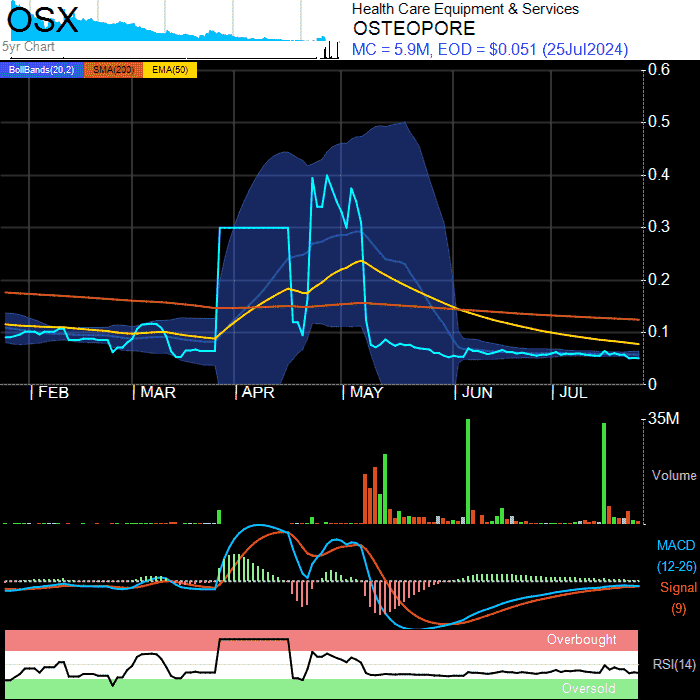 OSX
Health Care Equipment & Services
OSTEOPORE
5yr Chart
MC = 5.9M, EOD = $0.051 (25Jul2024)
BollBands(20,2) SMA(200) EMA(50)
0.6
0.5
0.4
0.3
0.2
0.1
0
FEB MAR APR MAY JUN JUL
35M
Volume
MACD
(12-26)
Signal
(9)
Overbought
RSI(14)
Oversold